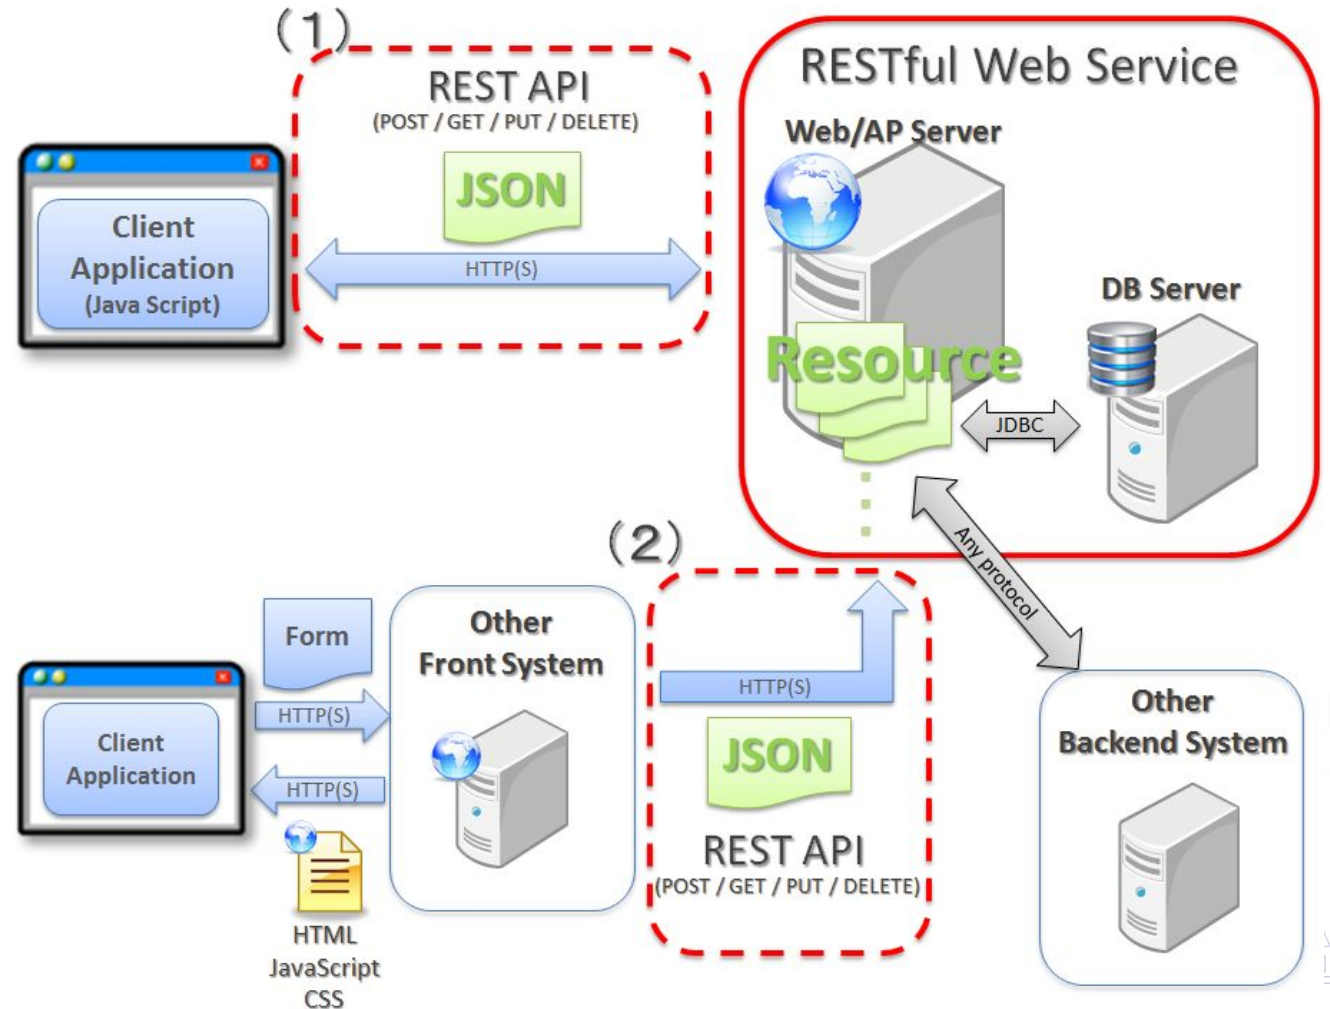 (1)
REST API
(POST / GET / PUT / DELETE)
JSON
HTTP(S)
Client
Application
(Java Script)
RESTful Web Service
Web/AP Server
DB Server
Resource
JDBC
Any protocol
(2)
Form
HTTP(S)
HTTP(S)
Client
Application
HTML
JavaScript
CSS
Other
Front System
HTTP(S)
JSON
REST API
(POST / GET / PUT / DELETE)
Other
Backend System